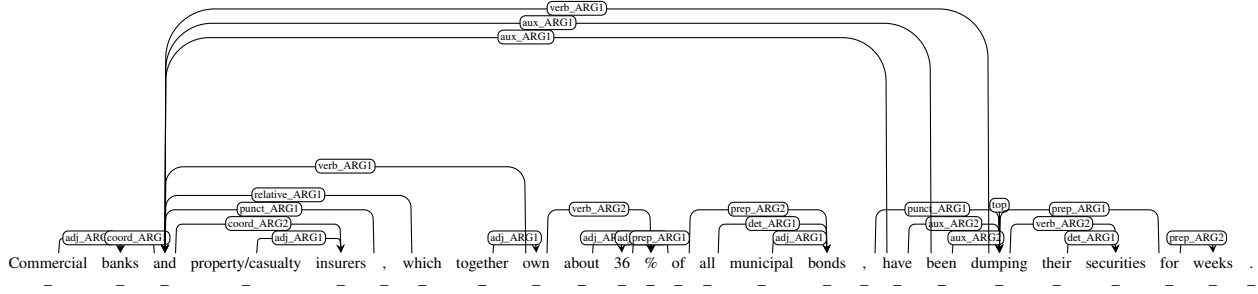 verb_ARG1
aux_ARG1
aux_ARG1
verb_ARG1
relative_ARG1
punct_ARG1 verb_ARG2 prep_ARG2 punct_ARG1 top prep_ARG1
coord_ARG2 det_ARG1 aux_ARG2 verb_ARG2
coord_ARG1 adj_ARG1 adj_ARG1 prep_ARG1 adj_ARG1 aux_ARG2 det_ARG1 prep_ARG2
Commercial banks and property/casualty insurers , which together own about 36 % of all municipal bonds , have been dumping their securities for weeks .
_ _ _ _ _ _ _ _ _ _ _ _ _ _ _ _ _ _ _ _ _ _ _ _ _ _